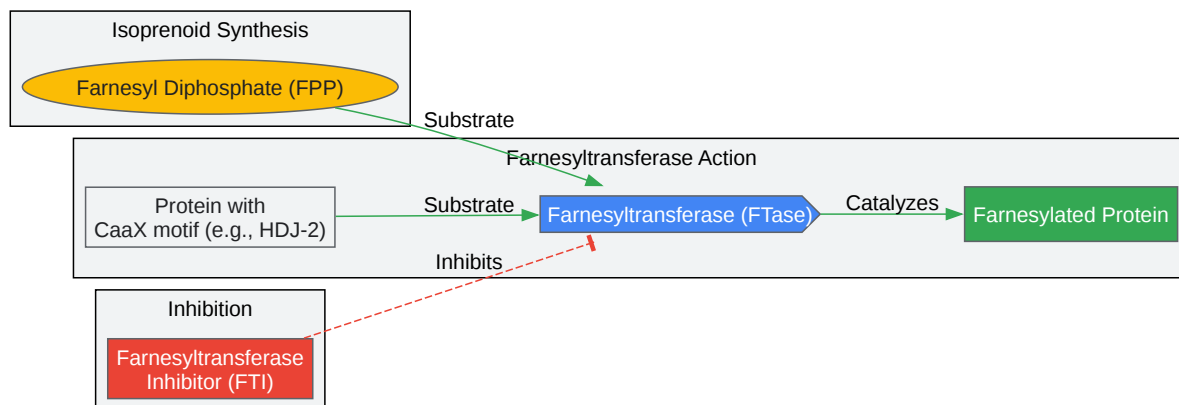 Isoprenoid Synthesis
Farnesyl Diphosphate (FPP)
Substrate
Farnesyltransferase Action
Protein with
CaaX motif (e.g., HDJ-2)
Substrate
Farnesyltransferase (FTase)
Catalyzes
Farnesylated Protein
Inhibits
Inhibition
Farnesyltransferase
Inhibitor (FTI)